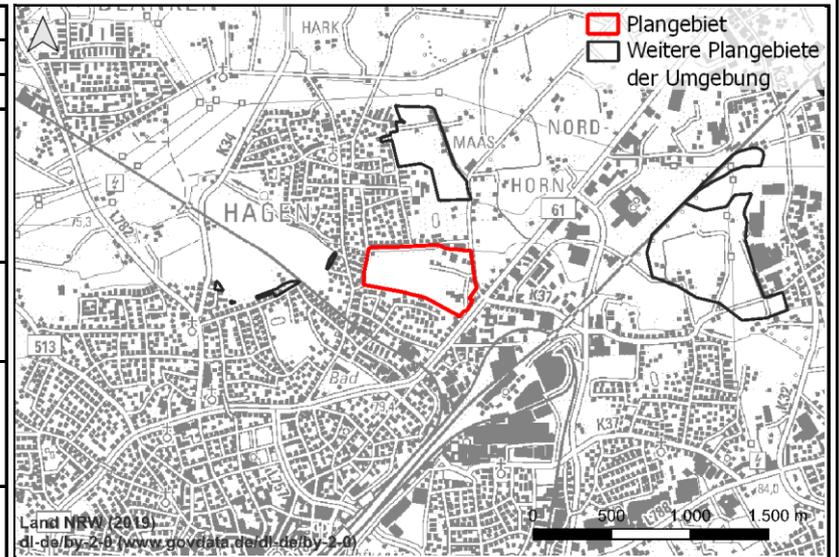 BLANKEN
HARK
Plangebiet
Weitere Plangebiete
der Umgebung
K34
MAAS
NORD
HORN
HAGEN
61
75,3
L782
K37
513
Bad
K37
84,0
Land NRW (2019)
dl-de/by-2-0 (www.govdata.de/dl-de/by-2-0)
0 500 1.000 1.500 m